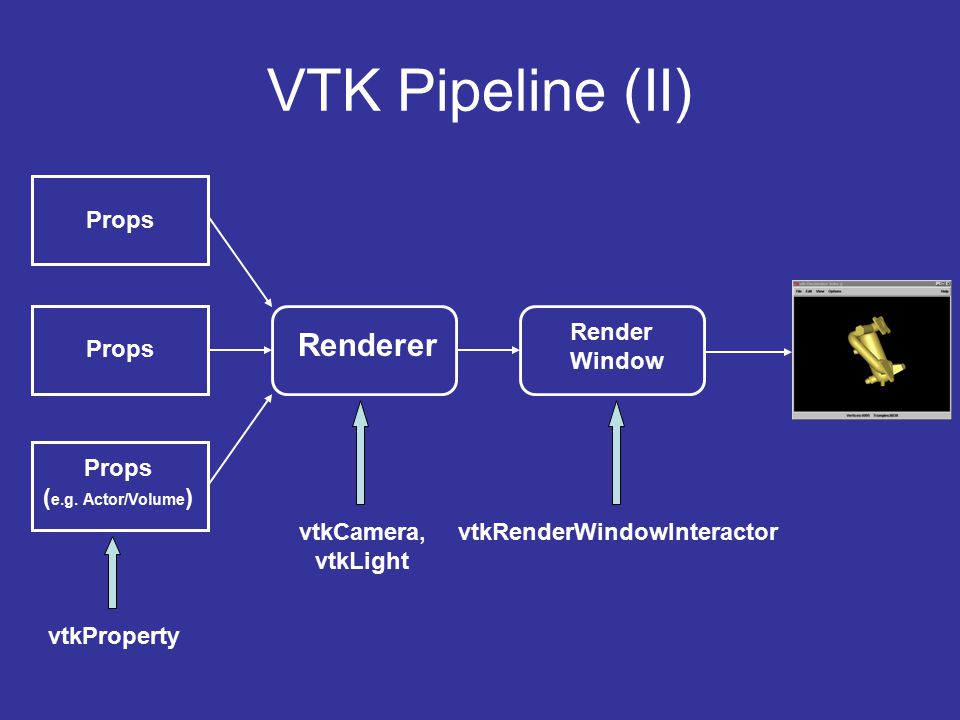 VTK Pipeline (II)
Props
Props
Props
(e.g. Actor/Volume)
Renderer
Render
Window
File Edit View Options Help
vtkCamera,
vtkLight
vtkRenderWindowInteractor
vtkProperty